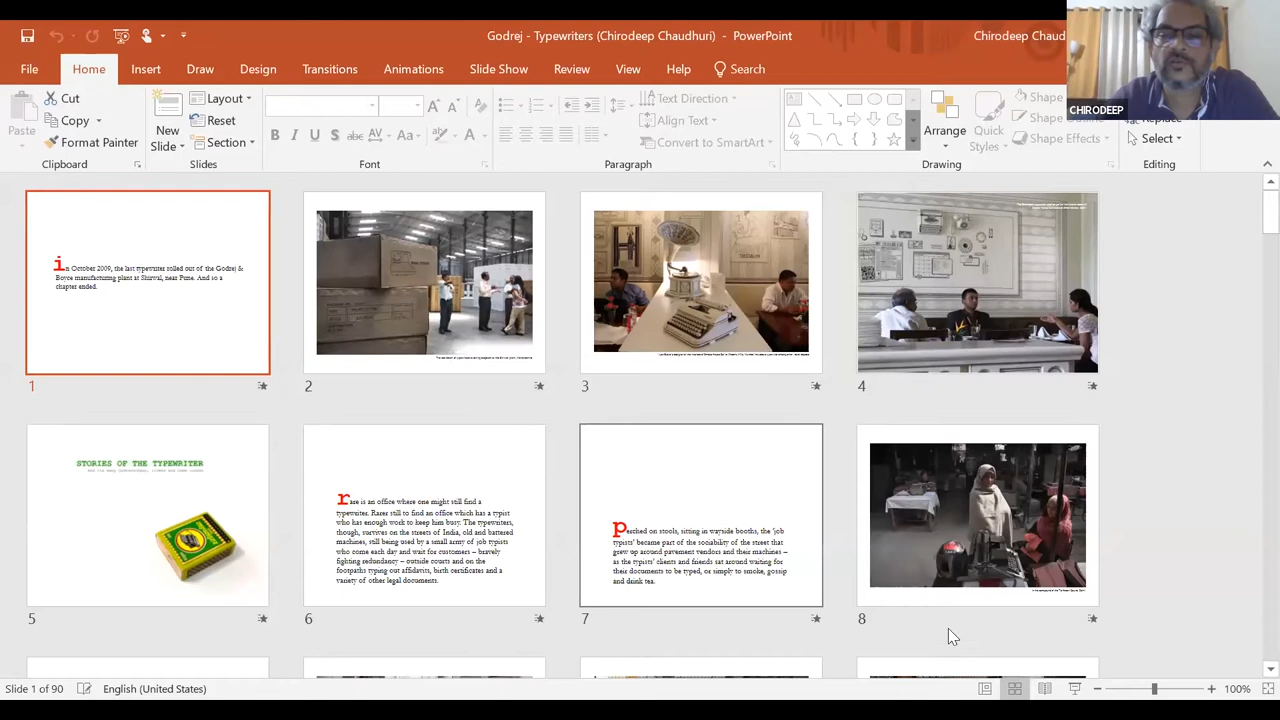 Godrej - Typewriters (Chirodeep Chaudhuri) - PowerPoint
Chirodeep Chaud
CHIRODEEP
File
Home
Insert
Draw
Design
Transitions
Animations
Slide Show
Review
View
Help
Search
Paste
Cut
Copy
Format Painter
Clipboard
New
Slide
Layout
Reset
Section
Slides
B I U S abc AV Aa A
Font
Text Direction
Align Text
Convert to SmartArt
Paragraph
Arrange
Quick
Styles
Shape
Shape Effects
Drawing
Replace
Select
Editing
in October 2009, the last typewriter rolled out of the Godrej &
Boyce manufacturing plant at Shirwal, near Pune. And so a
chapter ended.
1
2
3
4
STORIES OF THE TYPEWRITER
5
rare is an office where one might still find a
typewriter. Rarer still to find an office which has a typist
who has enough work to keep him busy. The typewriters,
though, survives on the streets of India, old and battered
machines, still being used by a small army of job typists
who come each day and wait for customers – bravely
fighting redundancy – outside courts and on the
footpaths typing out affidavits, birth certificates and a
variety of other legal documents.
6
perched on stools, sitting in wayside booths, the 'job
typists' became part of the sociability of the street that
grew up around pavement vendors and their machines –
as the typists' clients and friends sat around waiting for
their documents to be typed, or simply to smoke, gossip
and drink tea.
7
8
Slide 1 of 90
English (United States)
100%